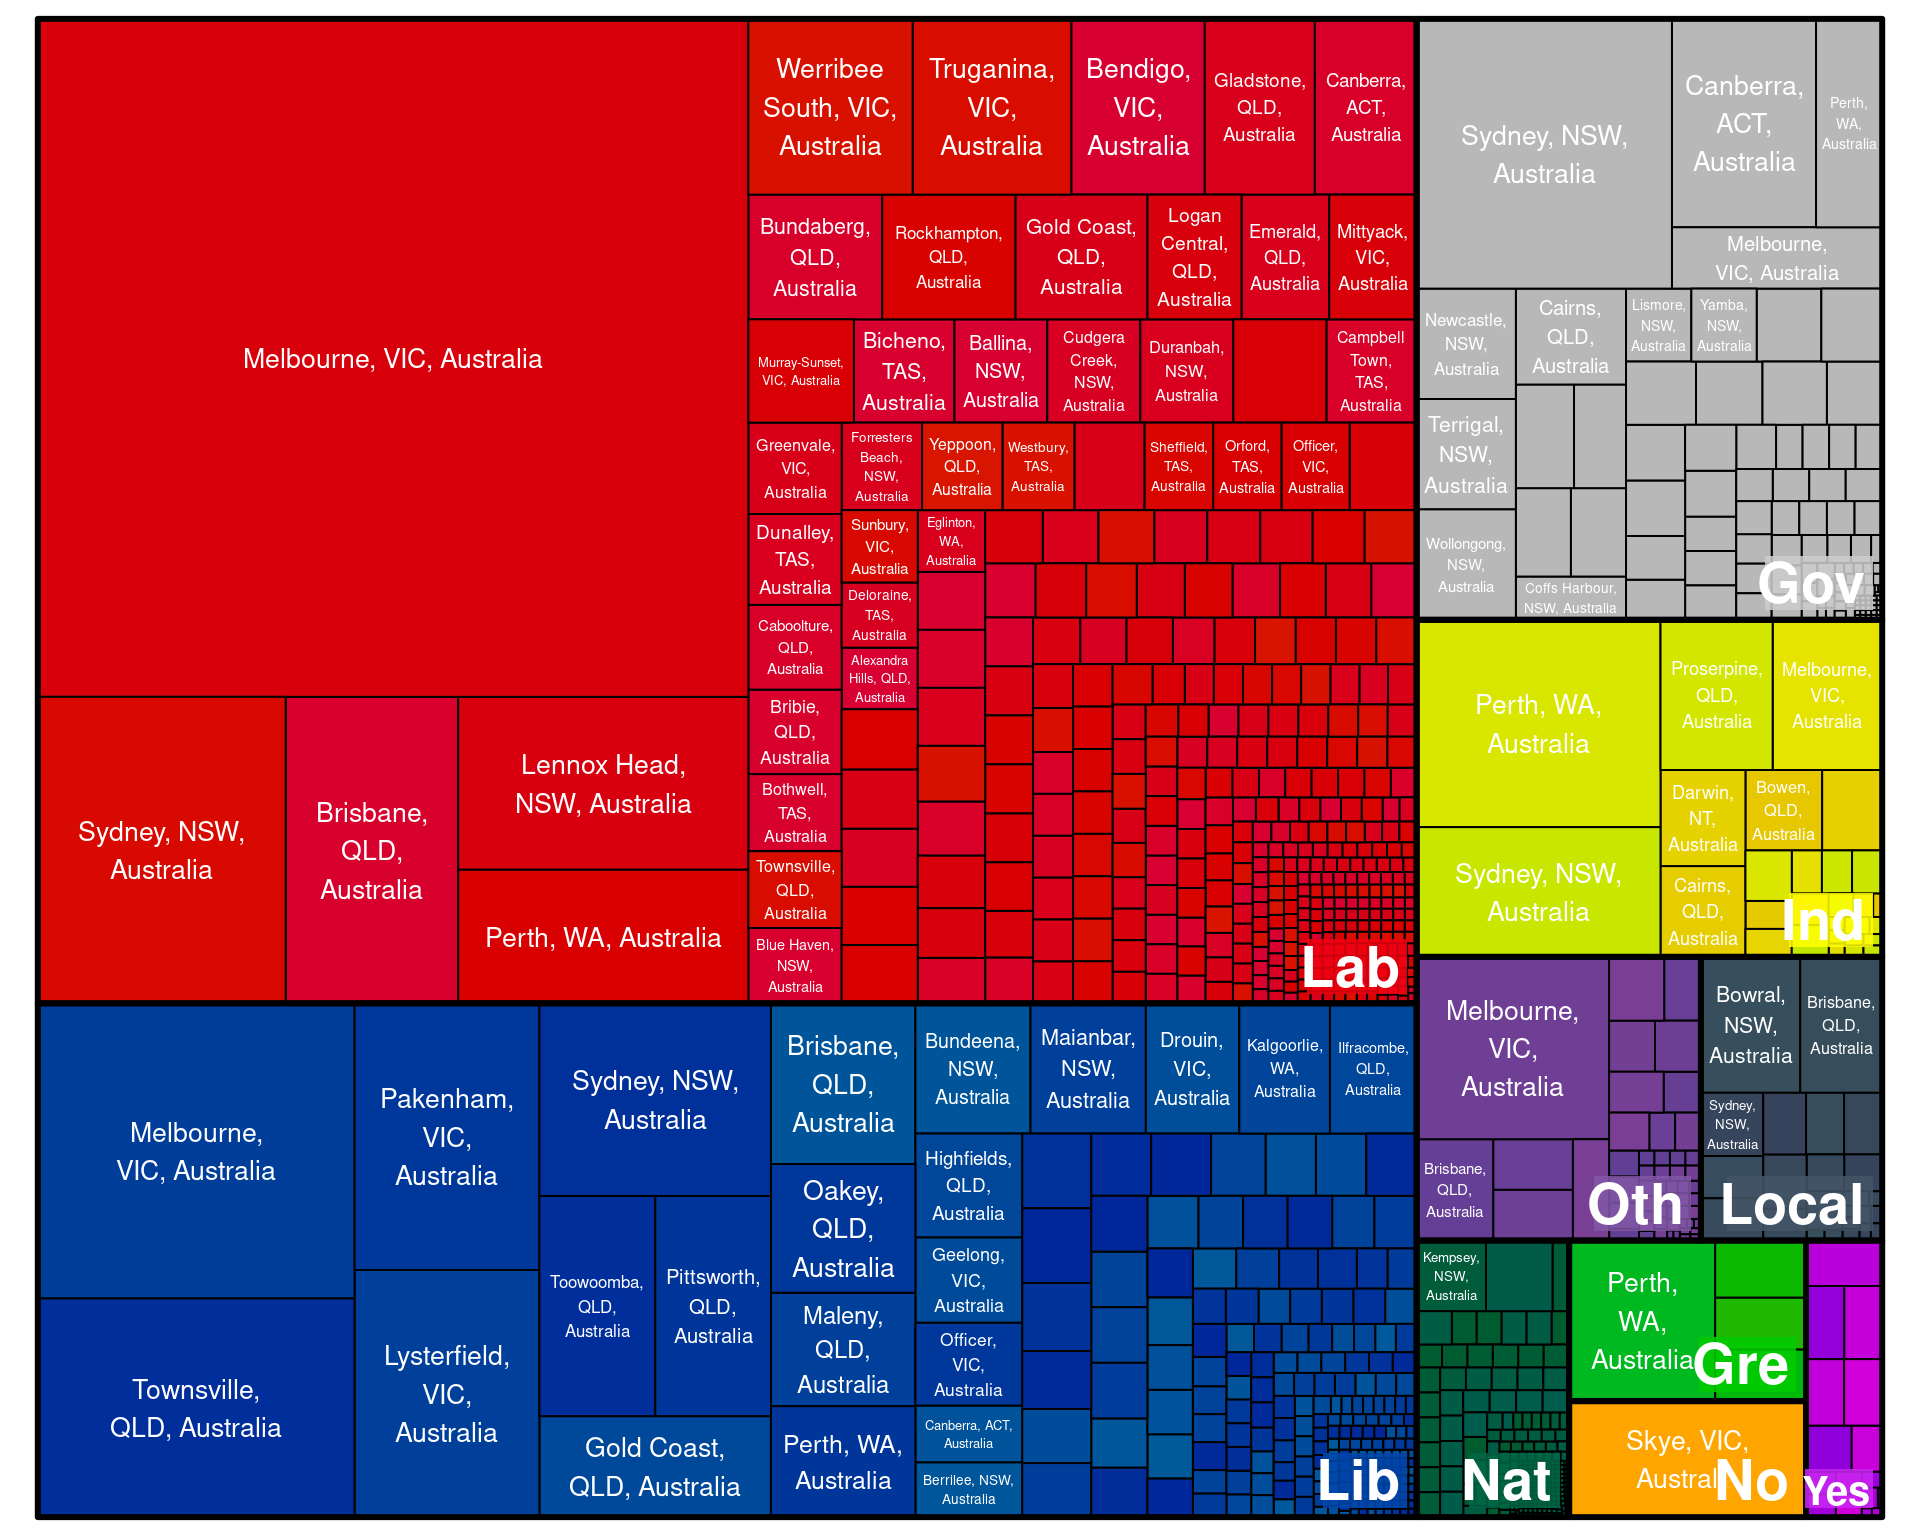 Melbourne, VIC, Australia
Sydney, NSW,
Australia
Brisbane,
QLD,
Australia
Lennox Head,
NSW, Australia
Perth, WA, Australia
Werribee
South, VIC,
Australia
Truganina,
VIC,
Australia
Bendigo,
VIC,
Australia
Gladstone,
QLD,
Australia
Canberra,
ACT,
Australia
Bundaberg,
QLD,
Australia
Rockhampton,
QLD,
Australia
Gold Coast,
QLD,
Australia
Logan
Central,
QLD,
Australia
Emerald,
QLD,
Australia
Mittyack,
VIC,
Australia
Murray-Sunset,
VIC, Australia
Bicheno,
TAS,
Australia
Ballina,
NSW,
Australia
Cudgera
Creek,
NSW,
Australia
Duranbah,
NSW,
Australia
Campbell
Town,
TAS,
Australia
Greenvale,
VIC,
Australia
Forresters
Beach,
NSW,
Australia
Yeppoon,
QLD,
Australia
Westbury,
TAS,
Australia
Sheffield,
TAS,
Australia
Orford,
TAS,
Australia
Officer,
VIC,
Australia
Dunalley,
TAS,
Australia
Sunbury,
VIC,
Australia
Eglinton,
WA,
Australia
Deloraine,
TAS,
Australia
Caboolture,
QLD,
Australia
Alexandra
Hills, QLD,
Australia
Bribie,
QLD,
Australia
Bothwell,
TAS,
Australia
Townsville,
QLD,
Australia
Blue Haven,
NSW,
Australia
Lab
Melbourne,
VIC, Australia
Townsville,
QLD, Australia
Pakenham,
VIC,
Australia
Lysterfield,
VIC,
Australia
Sydney, NSW,
Australia
Toowoomba,
QLD,
Australia
Pittsworth,
QLD,
Australia
Gold Coast,
QLD, Australia
Brisbane,
QLD,
Australia
Oakey,
QLD,
Australia
Maleny,
QLD,
Australia
Perth, WA,
Australia
Bundeena,
NSW,
Australia
Maianbar,
NSW,
Australia
Drouin,
VIC,
Australia
Kalgoorlie,
WA,
Australia
Ilfracombe,
QLD,
Australia
Highfields,
QLD,
Australia
Geelong,
VIC,
Australia
Officer,
VIC,
Australia
Canberra, ACT,
Australia
Berrilee, NSW,
Australia
Lib
Sydney, NSW,
Australia
Canberra,
ACT,
Australia
Perth,
WA,
Australia
Melbourne,
VIC, Australia
Newcastle,
NSW,
Australia
Cairns,
QLD,
Australia
Lismore,
NSW,
Australia
Yamba,
NSW,
Australia
Terrigal,
NSW,
Australia
Wollongong,
NSW,
Australia
Coffs Harbour,
NSW, Australia
Gov
Perth, WA,
Australia
Sydney, NSW,
Australia
Proserpine,
QLD,
Australia
Melbourne,
VIC,
Australia
Darwin,
NT,
Australia
Bowen,
QLD,
Australia
Cairns,
QLD,
Australia
Ind
Melbourne,
VIC,
Australia
Brisbane,
QLD,
Australia
Oth
Bowral,
NSW,
Australia
Brisbane,
QLD,
Australia
Sydney,
NSW,
Australia
Local
Kempsey,
NSW,
Australia
Nat
Perth,
WA,
Australia
Gre
Skye, VIC,
Austral
No
Yes